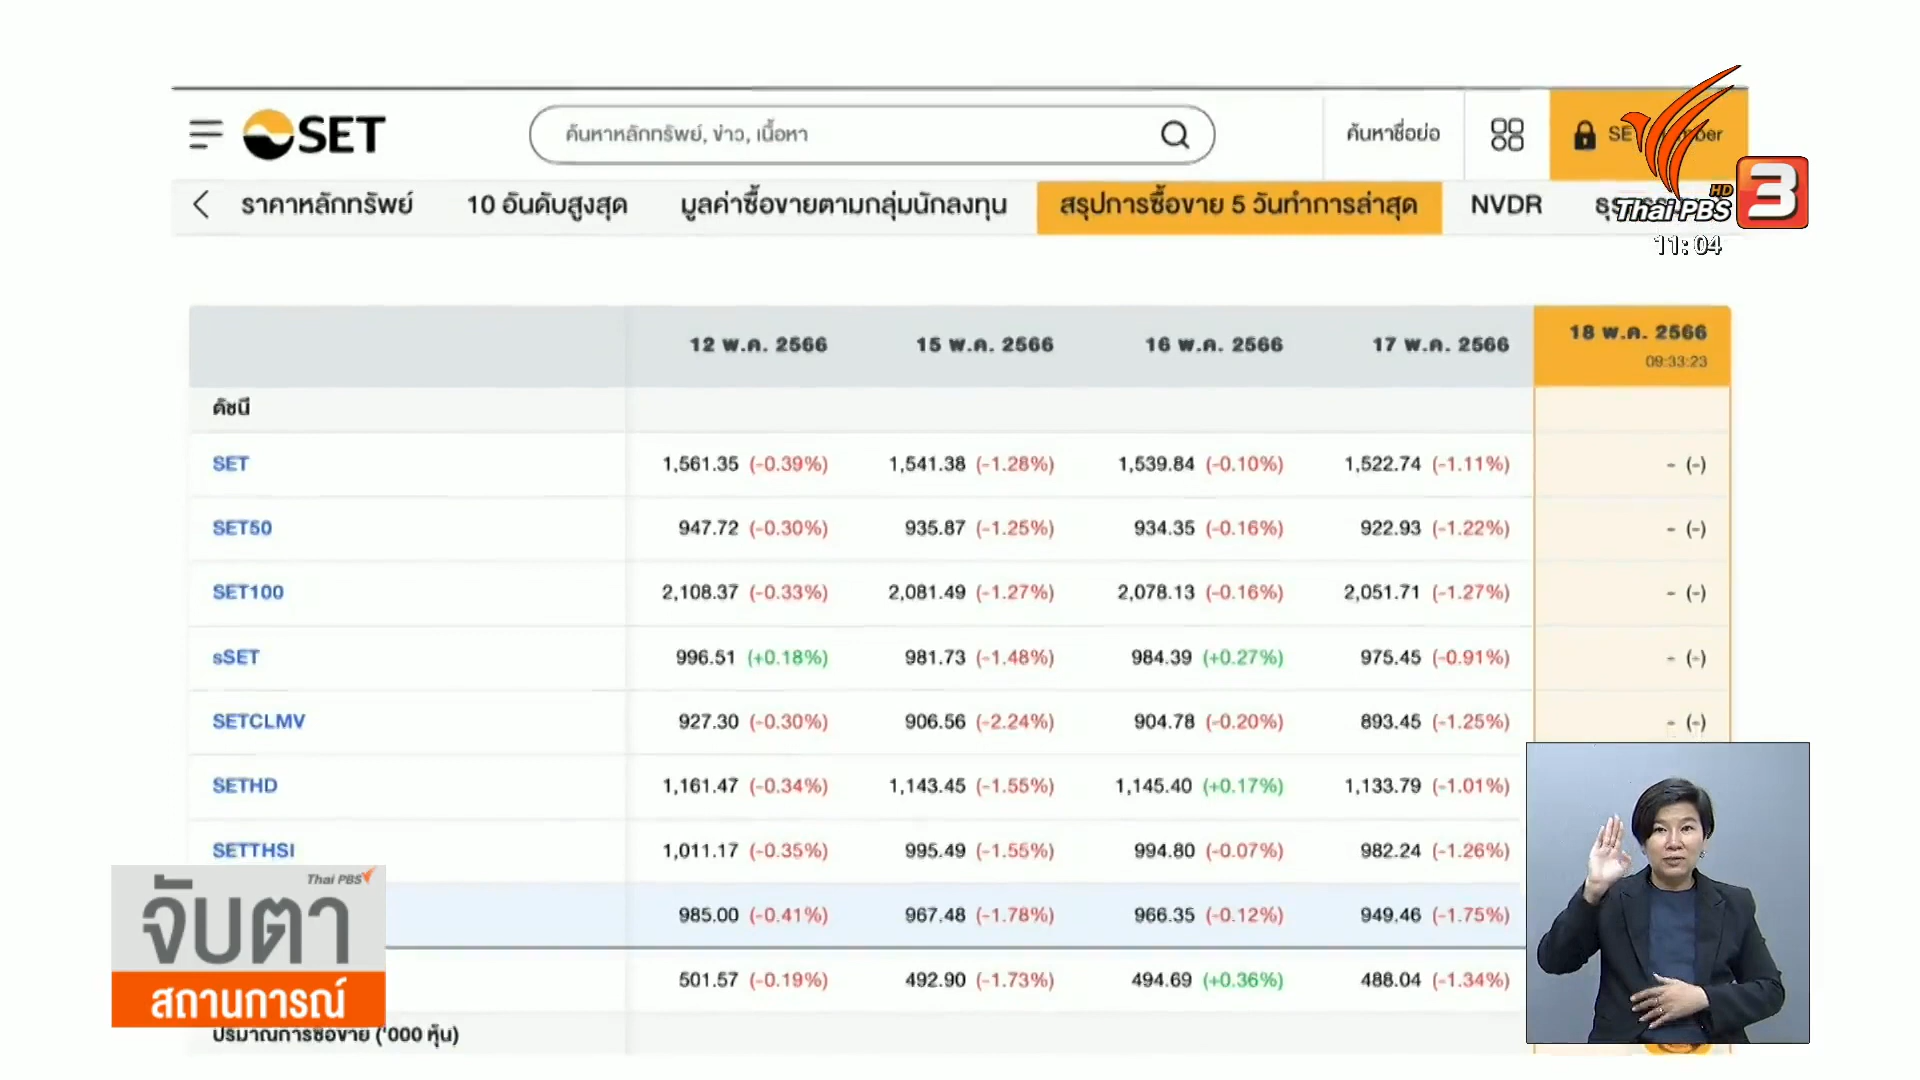 SET
ค้นหาหลักทรัพย์, ข่าว, เนื้อหา
ค้นหาชื่อย่อ
ราคาหลักทรัพย์ 10 อันดับสูงสุด มูลค่าซื้อขายตามกลุ่มนักลงทุน สรุปการซื้อขาย 5 วันทำการล่าสุด NVDR
HD
Thai PBS 3
11:04
12 พ.ค. 2566 15 พ.ค. 2566 16 พ.ค. 2566 17 พ.ค. 2566 18 พ.ค. 2566
09:33:23
ดัชนี
SET 1,561.35 (-0.39%) 1,541.38 (-1.28%) 1,539.84 (-0.10%) 1,522.74 (-1.11%) - (-)
SET50 947.72 (-0.30%) 935.87 (-1.25%) 934.35 (-0.16%) 922.93 (-1.22%) - (-)
SET100 2,108.37 (-0.33%) 2,081.49 (-1.27%) 2,078.13 (-0.16%) 2,051.71 (-1.27%) - (-)
sSET 996.51 (+0.18%) 981.73 (-1.48%) 984.39 (+0.27%) 975.45 (-0.91%) - (-)
SETCLMV 927.30 (-0.30%) 906.56 (-2.24%) 904.78 (-0.20%) 893.45 (-1.25%) - (-)
SETHD 1,161.47 (-0.34%) 1,143.45 (-1.55%) 1,145.40 (+0.17%) 1,133.79 (-1.01%)
SETTHSI 1,011.17 (-0.35%) 995.49 (-1.55%) 994.80 (-0.07%) 982.24 (-1.26%)
985.00 (-0.41%) 967.48 (-1.78%) 966.35 (-0.12%) 949.46 (-1.75%)
501.57 (-0.19%) 492.90 (-1.73%) 494.69 (+0.36%) 488.04 (-1.34%)
ปริมาณการซื้อขาย ('000 หุ้น)
Thai PBS
จับตา
สถานการณ์